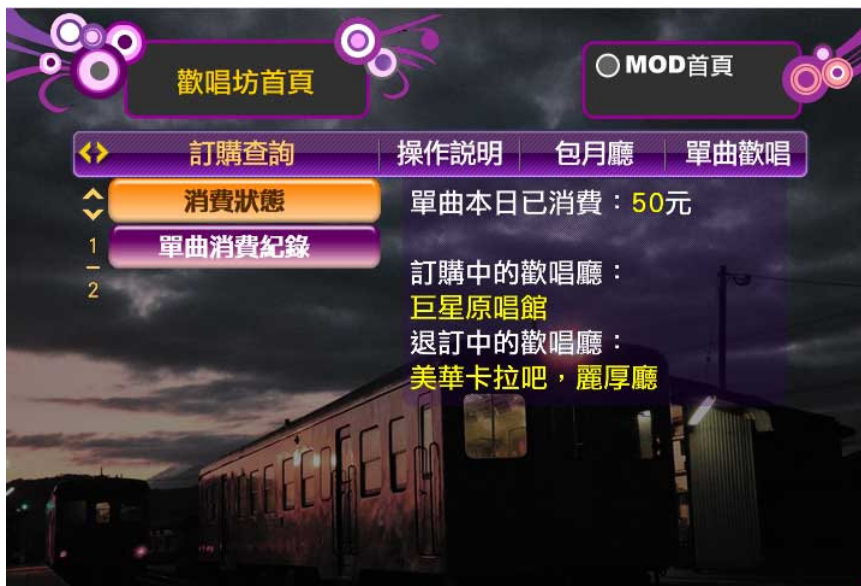 歡唱坊首頁
MOD首頁
訂購查詢 操作説明 包月廳 單曲歡唱
消費狀態
單曲消費紀錄
1
2
單曲本日已消費：50元
訂購中的歡唱廳：
巨星原唱館
退訂中的歡唱廳：
美華卡拉吧，麗厚廳